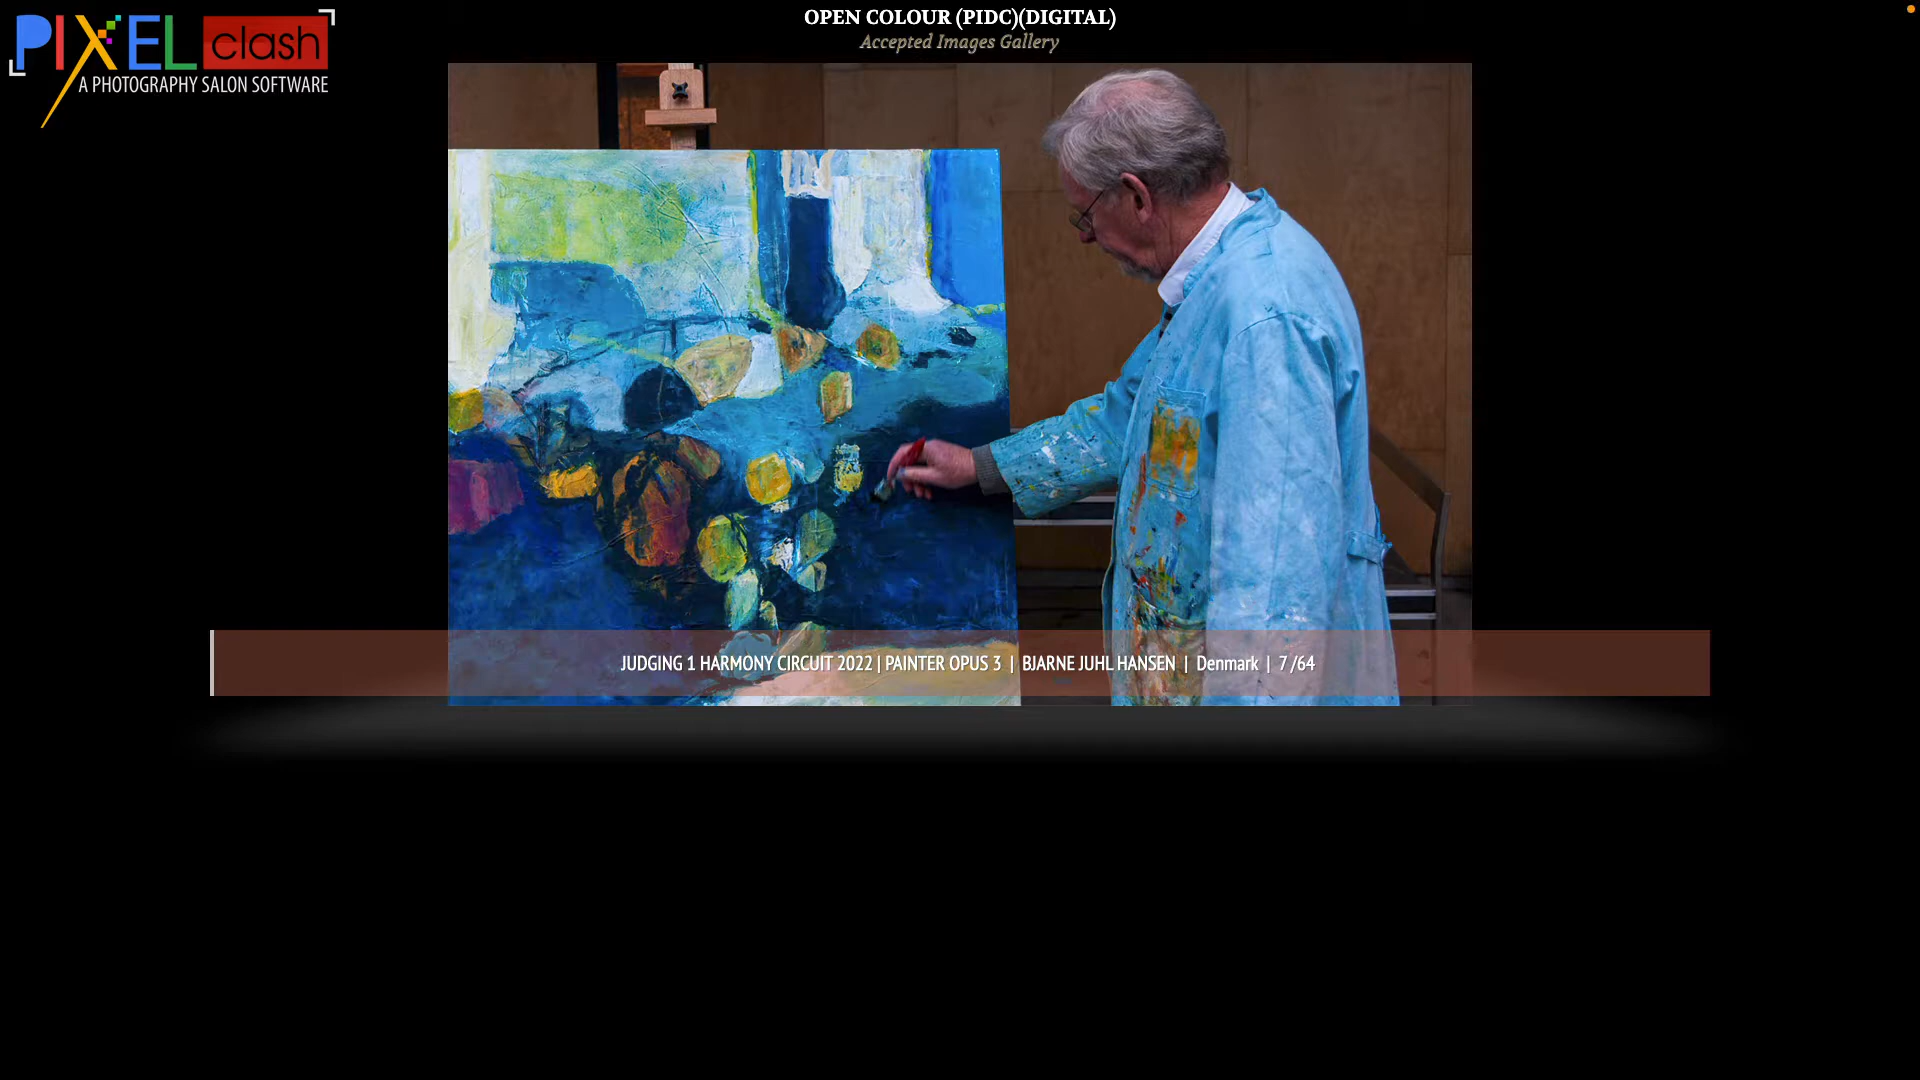 PIXEL clash
A PHOTOGRAPHY SALON SOFTWARE
OPEN COLOUR (PIDC)(DIGITAL)
Accepted Images Gallery
JUDGING 1 HARMONY CIRCUIT 2022 | PAINTER OPUS 3 | BJARNE JUHL HANSEN | Denmark | 7 /64